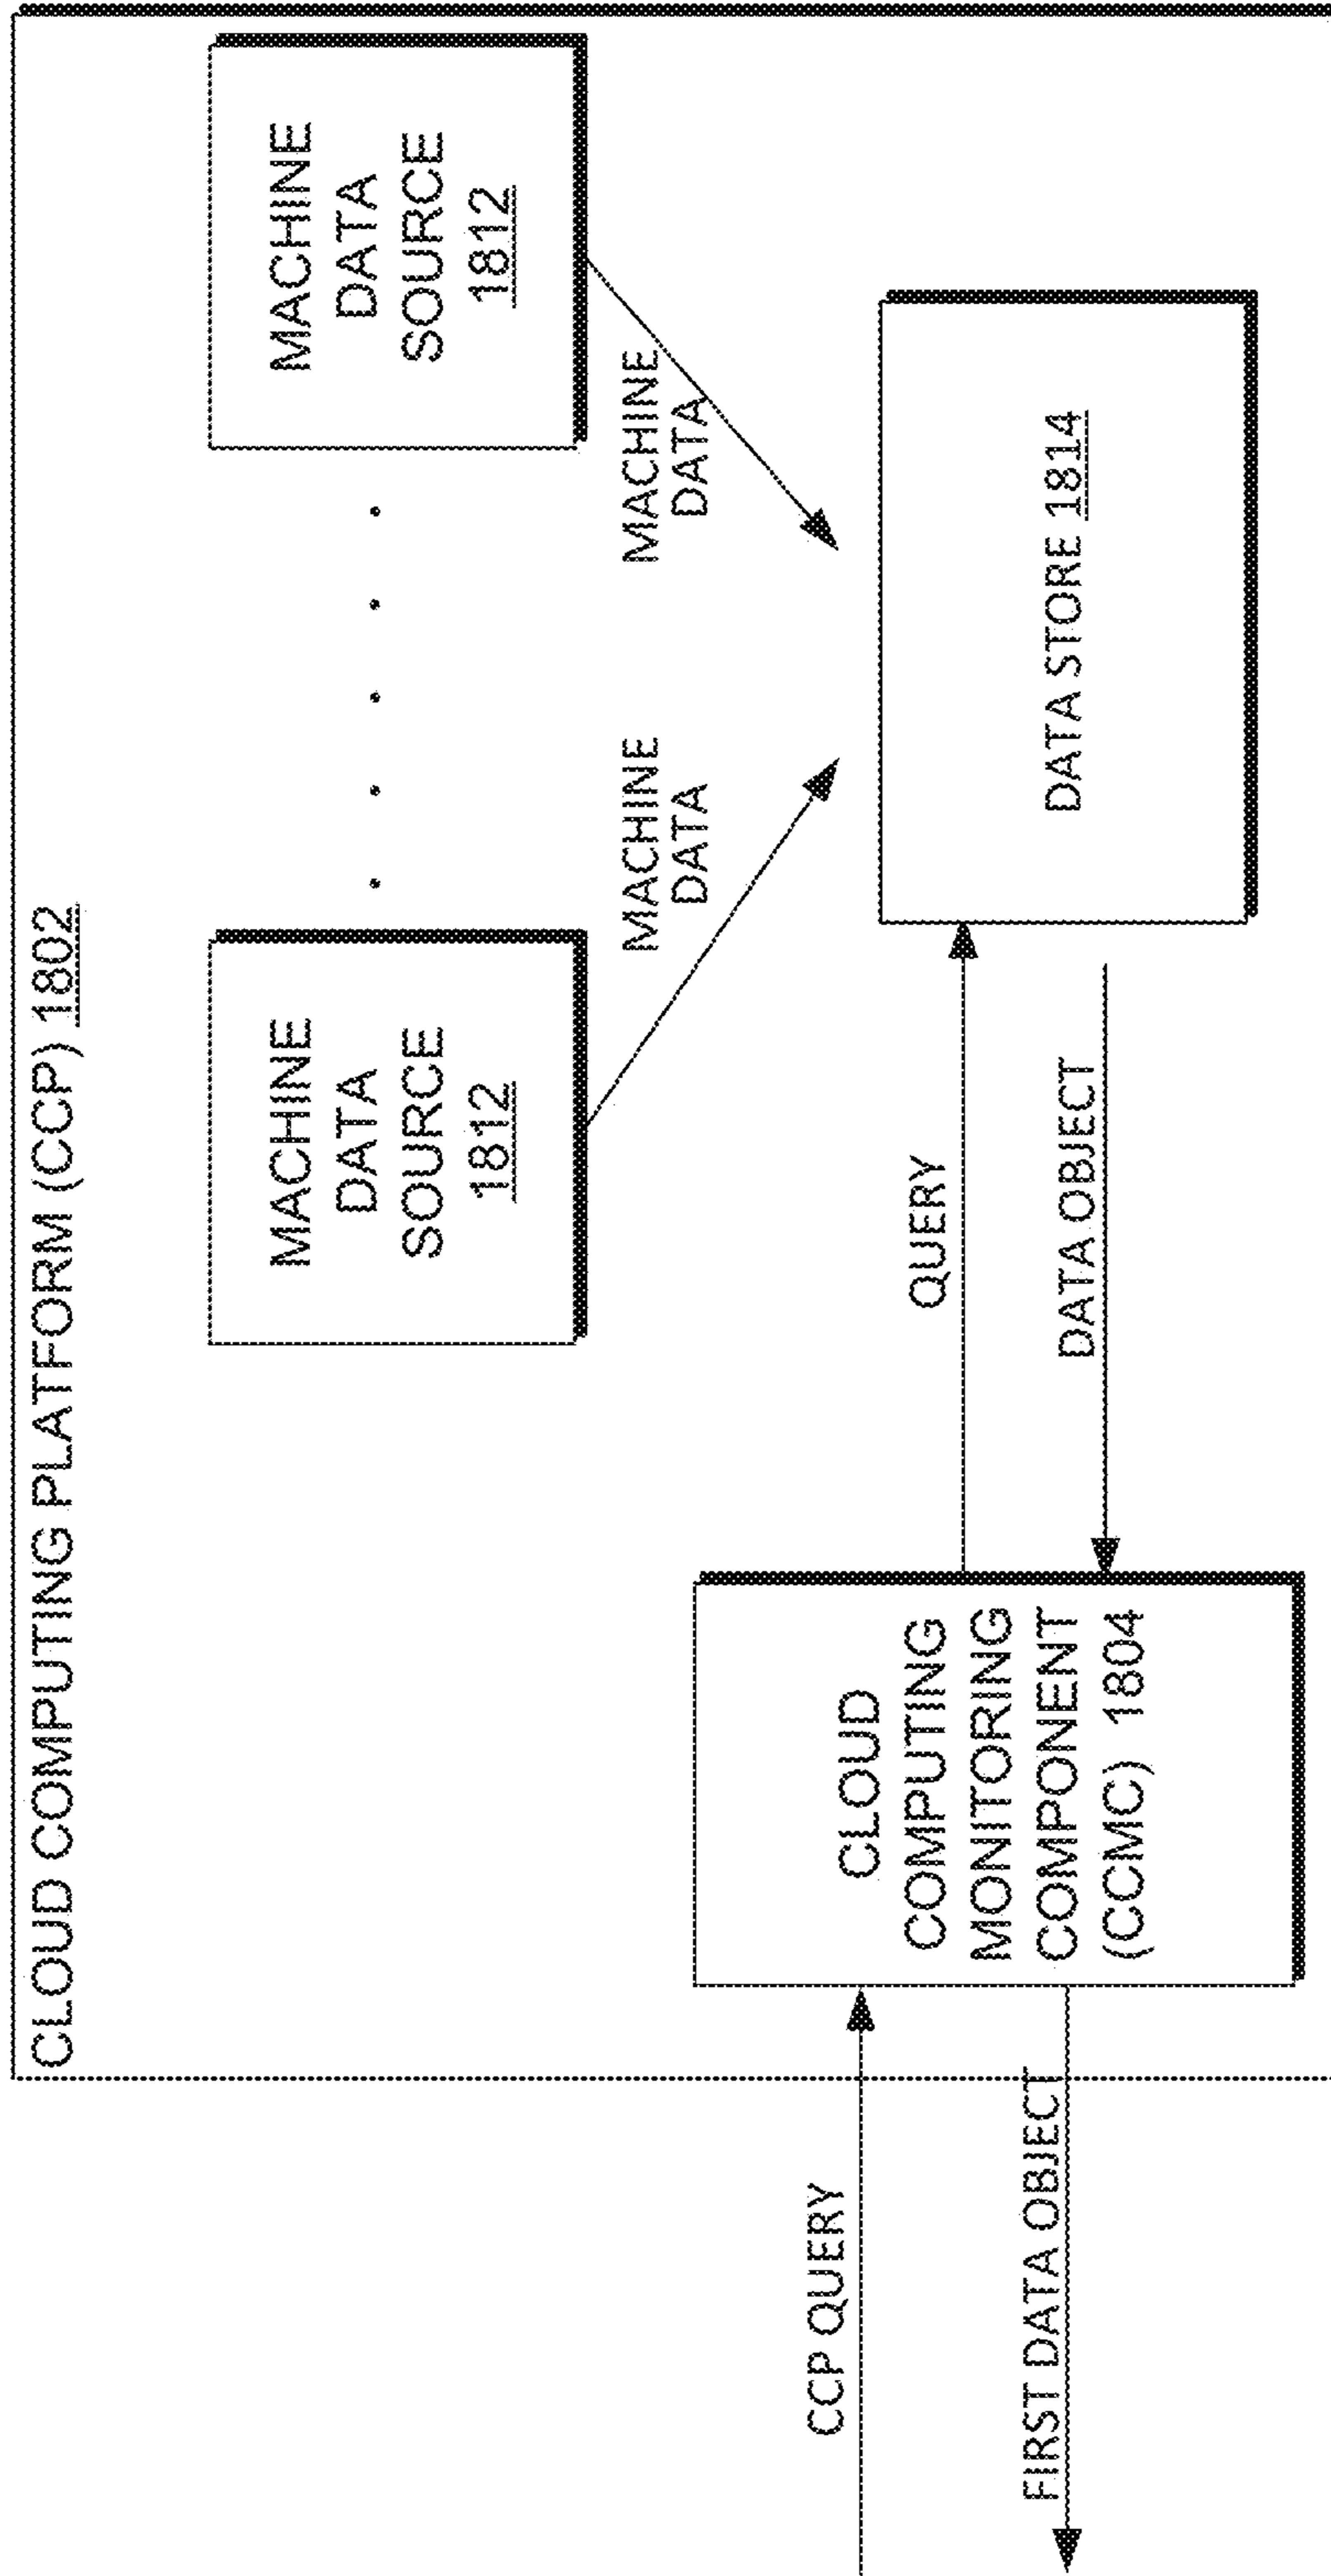 CLOUD COMPUTING PLATFORM (CCP) 1802
MACHINE
DATA
SOURCE
1812
MACHINE
DATA
SOURCE
1812
MACHINE
DATA
MACHINE
DATA
CCP QUERY
FIRST DATA OBJECT
CLOUD
COMPUTING
MONITORING
COMPONENT
(CCMC) 1804
QUERY
DATA OBJECT
DATA STORE 1814